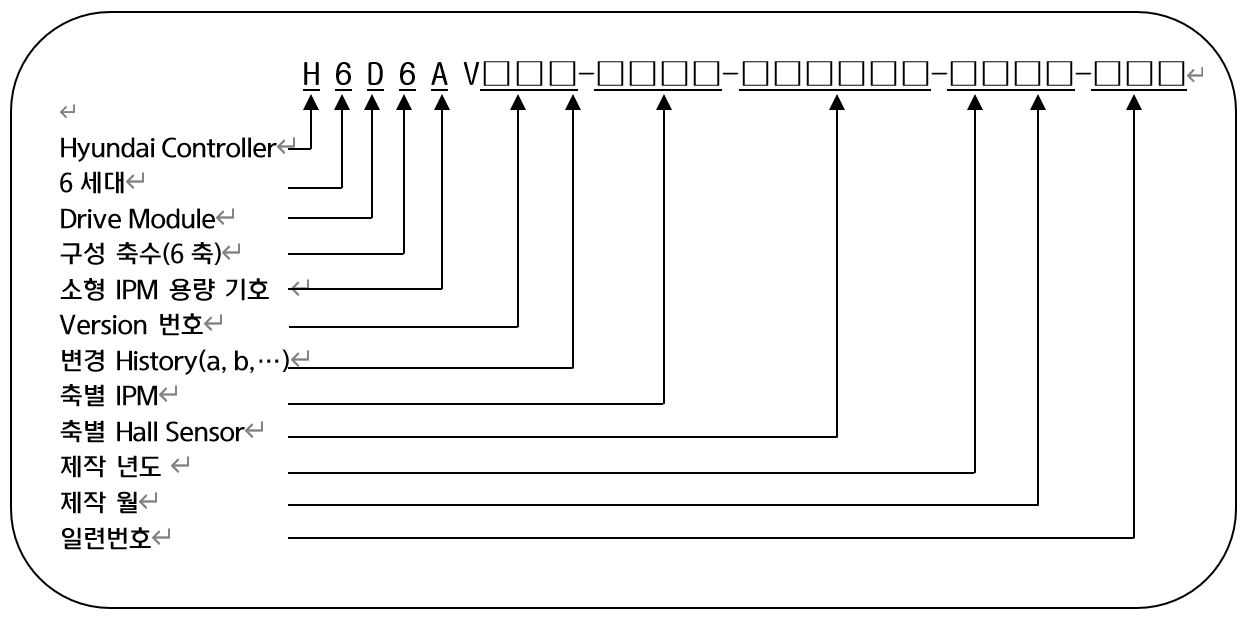 H 6 D 6 A V□□□-□□□□-□□□□□□-□□□□-□□□↵
↵
Hyundai Controller↵
6 세대↵
Drive Module↵
구성 축수(6 축)↵
소형 IPM 용량 기호 ↵
Version 번호↵
변경 History(a, b,…)↵
축별 IPM↵
축별 Hall Sensor↵
제작 년도 ↵
제작 월↵
일련번호↵